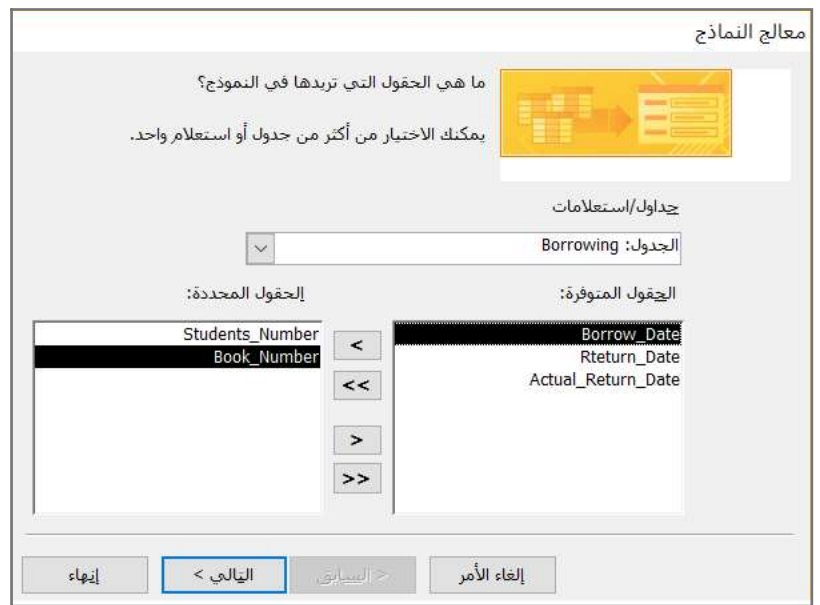 معالج النماذج
ما هي الحقول التي تريدها في النموذج؟
يمكنك الاختيار من أكثر من جدول أو استعلام واحد.
جداول/استعلامات
الجدول: Borrowing
الحقول المتوفرة:
Borrow_Date
Rteturn_Date
Actual_Return_Date
<
<<
>
>>
الحقول المحددة:
Students_Number
Book_Number
إلغاء الأمر
< السابق
التالي >
إنهاء